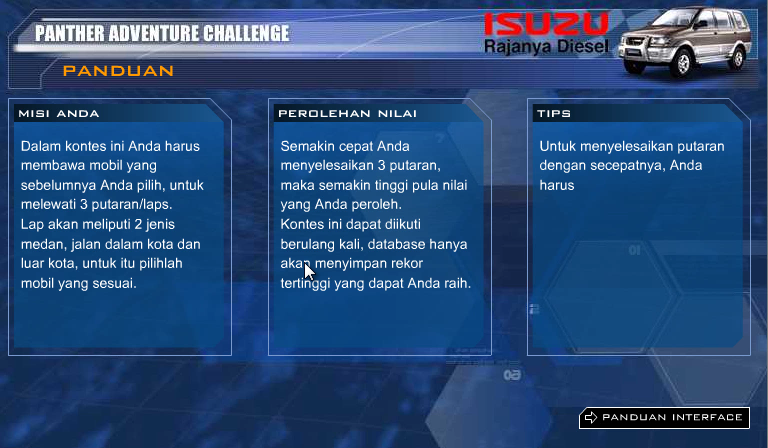 PANTHER ADVENTURE CHALLENGE
ISUZU
Rajanya Diesel
PANDUAN
MISI ANDA
Dalam kontes ini Anda harus
membawa mobil yang
sebelumnya Anda pilih, untuk
melewati 3 putaran/laps.
Lap akan meliputi 2 jenis
medan, jalan dalam kota dan
luar kota, untuk itu pilihlah
mobil yang sesuai.
PEROLEHAN NILAI
Semakin cepat Anda
menyelesaikan 3 putaran,
maka semakin tinggi pula nilai
yang Anda peroleh.
Kontes ini dapat diikuti
berulang kali, database hanya
akan menyimpan rekor
tertinggi yang dapat Anda raih.
TIPS
Untuk menyelesaikan putaran
dengan secepatnya, Anda
harus
PANDUAN INTERFACE